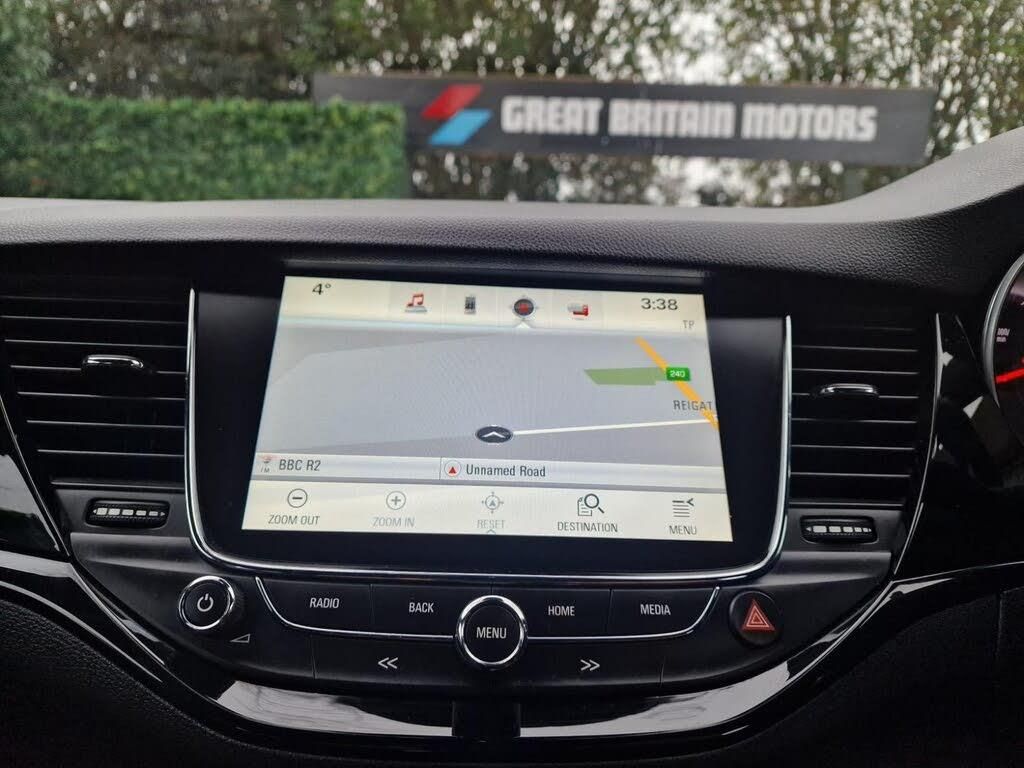 GREAT BRITAIN MOTORS
4°
3:38
TP
240
REIGAT
BBC R2
Unnamed Road
ZOOM OUT
ZOOM IN
RESET
DESTINATION
MENU
RADIO
BACK
MENU
HOME
MEDIA